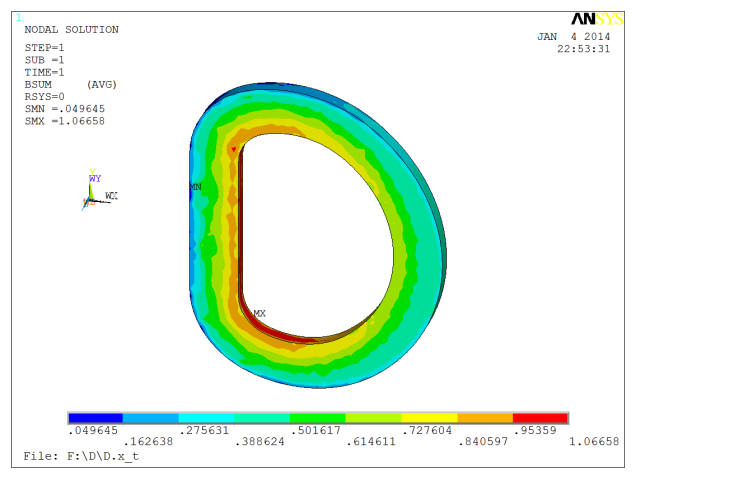 1
ANSYS
NODAL SOLUTION
JAN 4 2014
22:53:31
STEP=1
SUB =1
TIME=1
BSUM (AVG)
RSYS=0
SMN =.049645
SMX =1.06658
Y
WY
WX
MN
MX
.049645 .275631 .501617 .727604 .95359
.162638 .388624 .614611 .840597 1.06658
File: F:\D\D.x_t